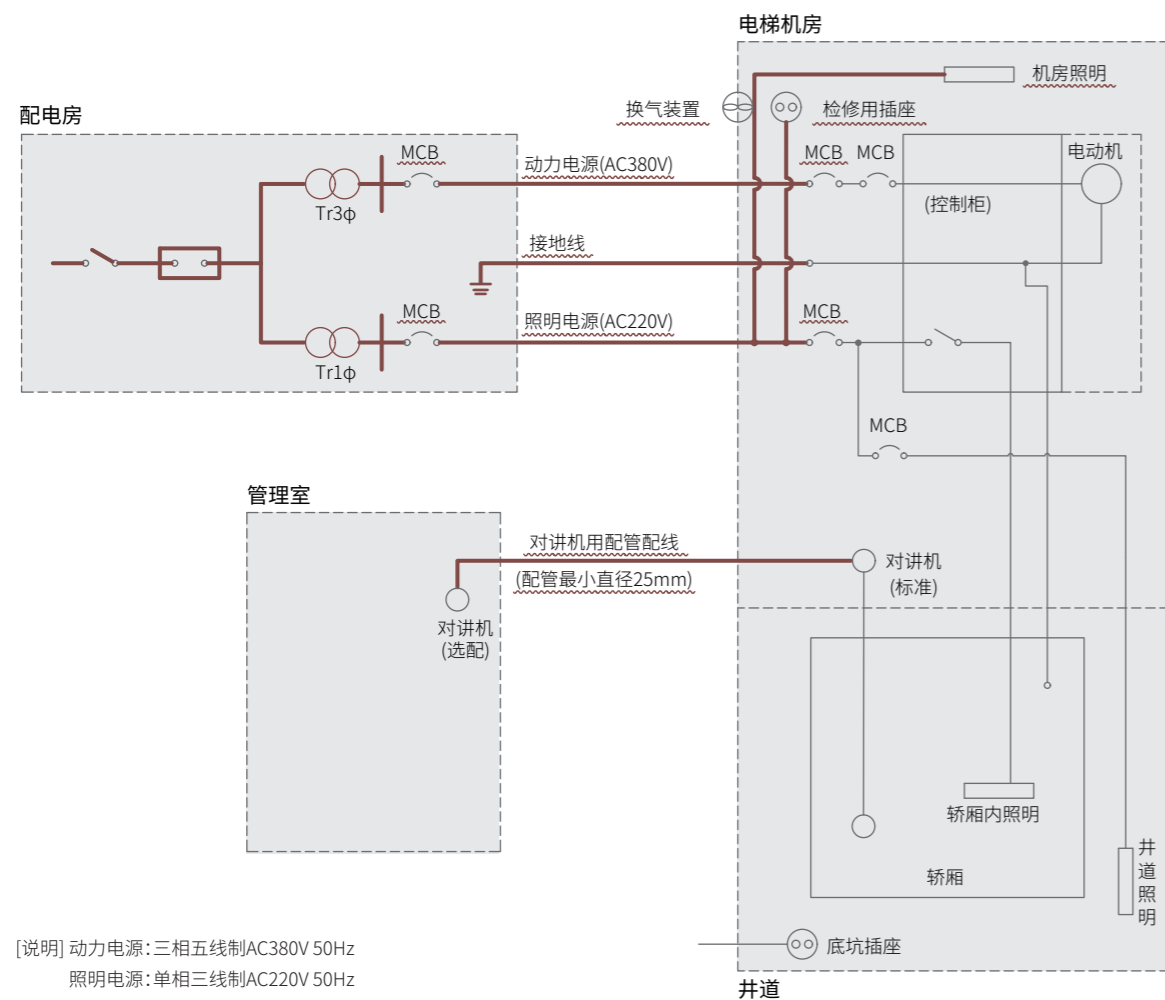 电梯机房
机房照明
配电房
换气装置
检修用插座
MCB
动力电源(AC380V)
MCB
MCB
电动机
Tr3φ
(控制柜)
接地线
MCB
照明电源(AC220V)
MCB
Tr1φ
MCB
管理室
对讲机用配管配线
(配管最小直径25mm)
对讲机
(标准)
对讲机
(选配)
轿厢内照明
轿厢
井道照明
底坑插座
[说明] 动力电源:三相五线制AC380V 50Hz
照明电源:单相三线制AC220V 50Hz
井道